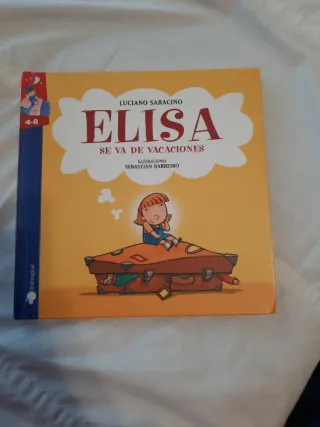 LUCIANO SARACINO
ELISA
SE VA DE VACACIONES
ILUSTRACIONES
SEBASTIÁN BARREIRO
4-8